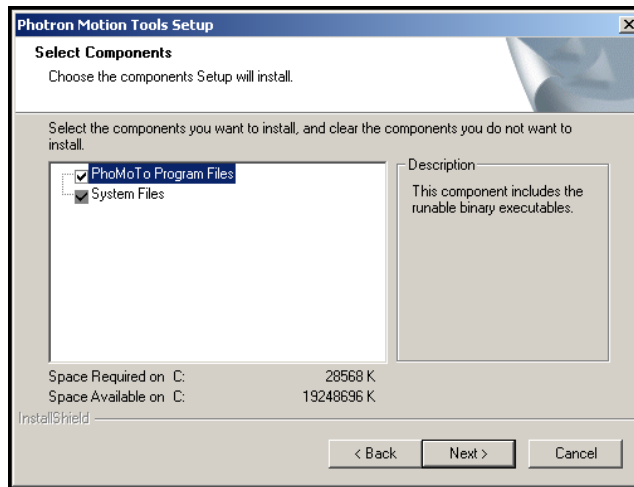 Photron Motion Tools Setup
Select Components
Choose the components Setup will install.
Select the components you want to install, and clear the components you do not want to
install.
PhoMoTo Program Files
System Files
Description
This component includes the
runable binary executables.
Space Required on C: 28568 K
Space Available on C: 19248696 K
InstallShield
< Back Next > Cancel